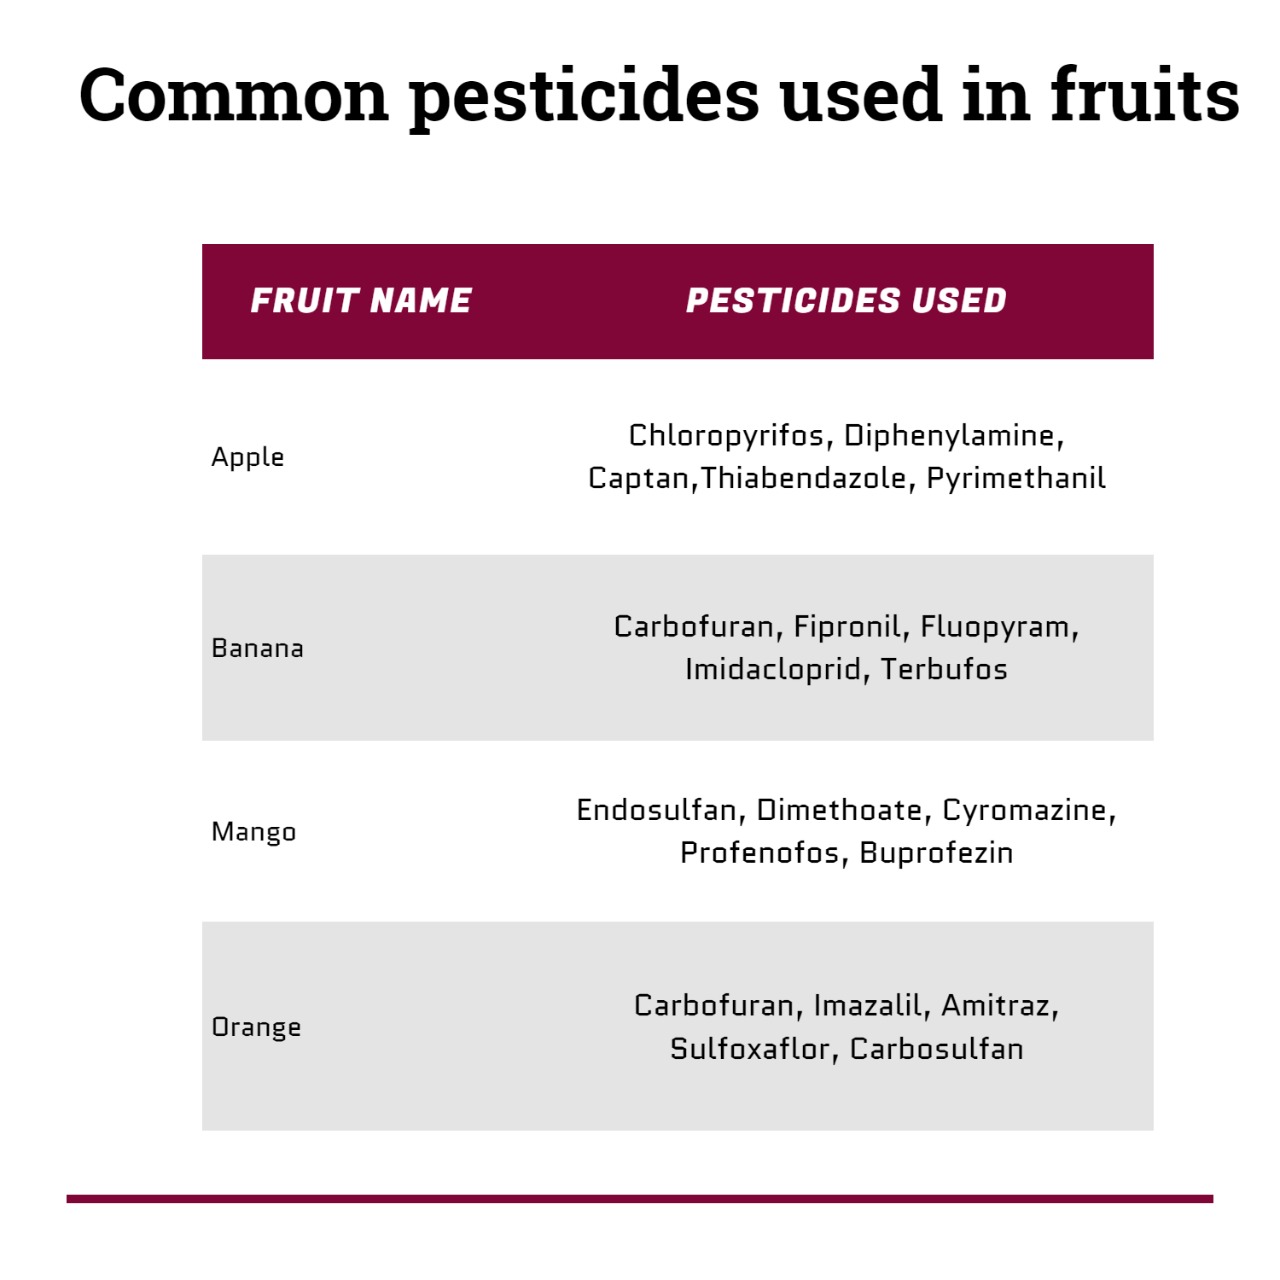 Common pesticides used in fruits
FRUIT NAME
PESTICIDES USED
Apple
Chloropyrifos, Diphenylamine,
Captan,Thiabendazole, Pyrimethanil
Banana
Carbofuran, Fipronil, Fluopyram,
Imidacloprid, Terbufos
Mango
Endosulfan, Dimethoate, Cyromazine,
Profenofos, Buprofezin
Orange
Carbofuran, Imazalil, Amitraz,
Sulfoxaflor, Carbosulfan